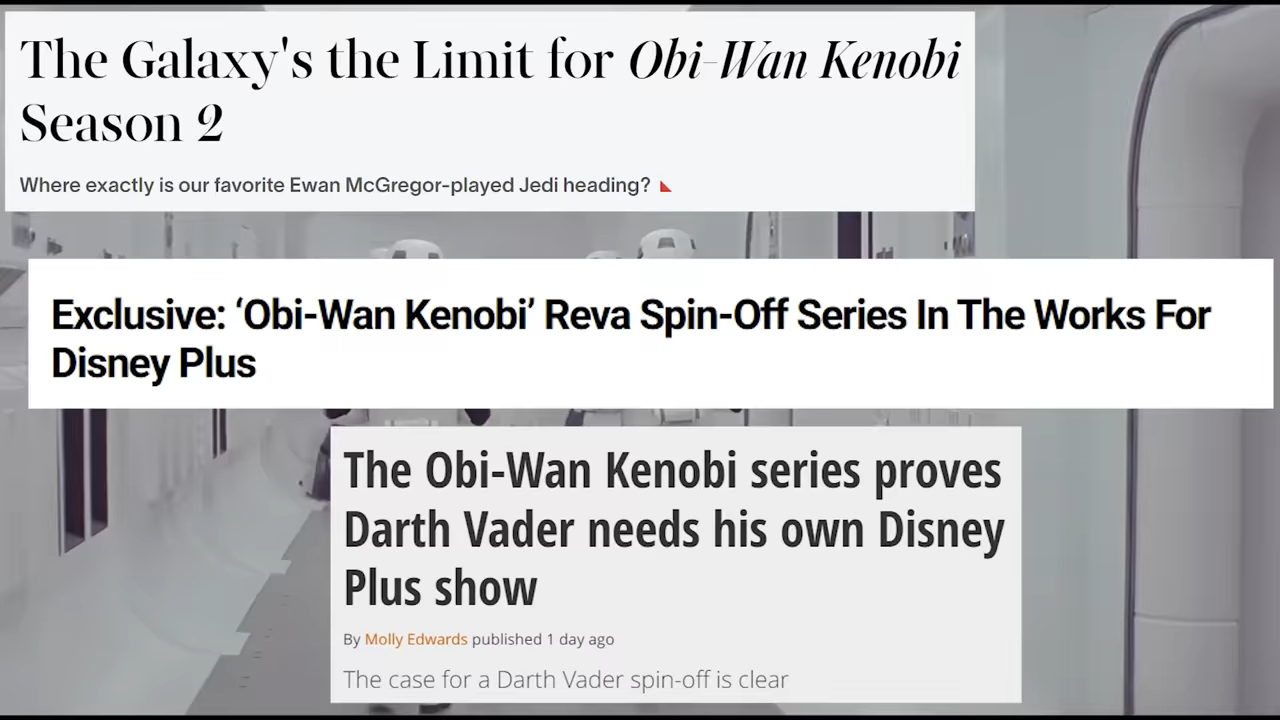 The Galaxy's the Limit for Obi-Wan Kenobi
Season 2
Where exactly is our favorite Ewan McGregor-played Jedi heading?
Exclusive: ‘Obi-Wan Kenobi’ Reva Spin-Off Series In The Works For
Disney Plus
The Obi-Wan Kenobi series proves
Darth Vader needs his own Disney
Plus show
By Molly Edwards published 1 day ago
The case for a Darth Vader spin-off is clear